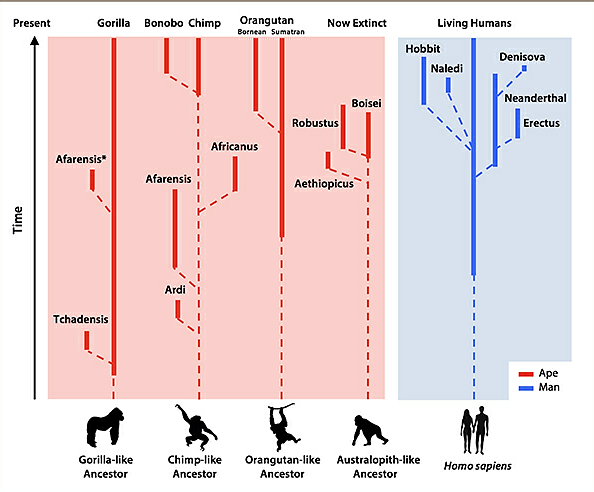 Present
Gorilla
Bonobo Chimp
Orangutan
Bornean Sumatran
Now Extinct
Living Humans
Hobbit
Naledi
Denisova
Neanderthal
Erectus
Boisei
Robustus
Africanus
Aethiopicus
Afarensis*
Afarensis
Ardi
Tchadensis
Time
Ape
Man
Gorilla-like
Ancestor
Chimp-like
Ancestor
Orangutan-like
Ancestor
Australopith-like
Ancestor
Homo sapiens